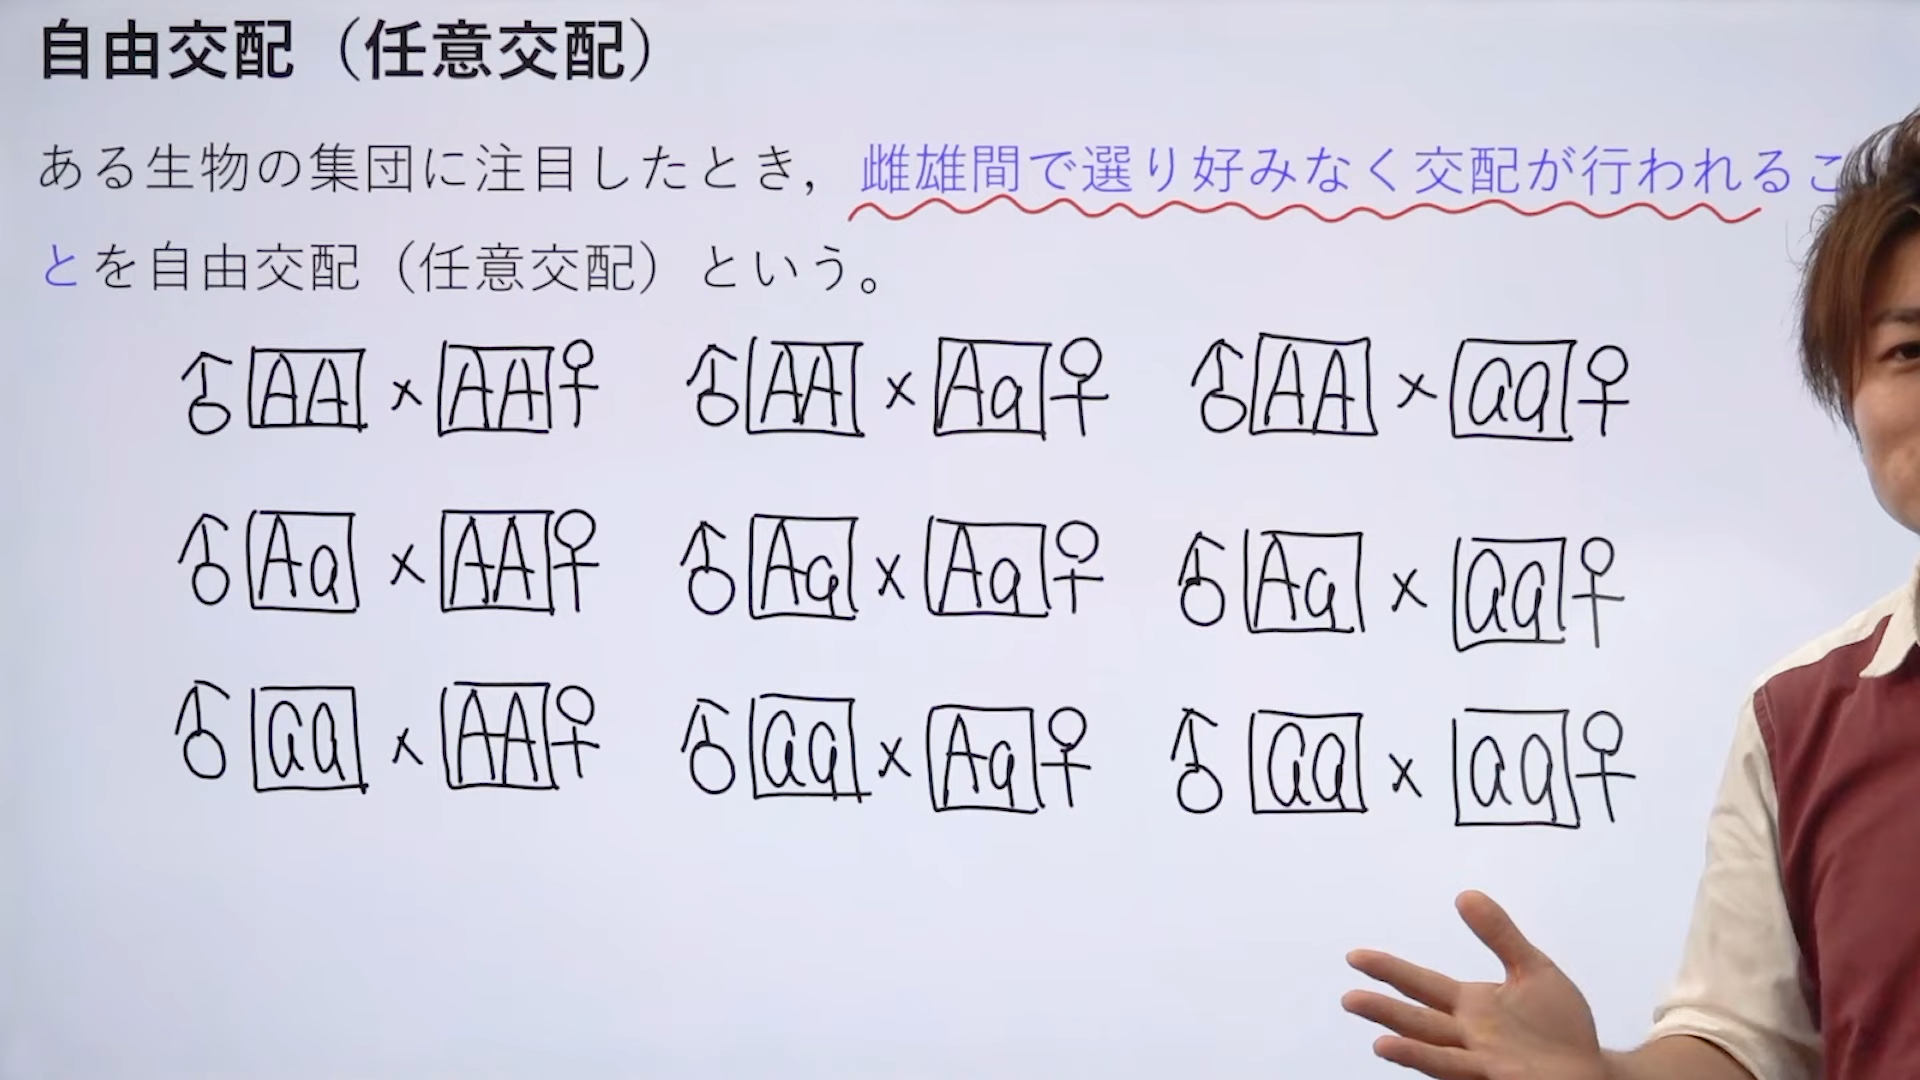 自由交配（任意交配）
ある生物の集団に注目したとき，雌雄間で選り好みなく交配が行われるこ
とを自由交配（任意交配）という。
♂ AA × AA ♀ ♂ AA × Aa ♀ ♂ AA × aa ♀
♂ Aa × AA ♀ ♂ Aa × Aa ♀ ♂ Aa × aa ♀
♂ aa × AA ♀ ♂ aa × Aa ♀ ♂ aa × aa ♀